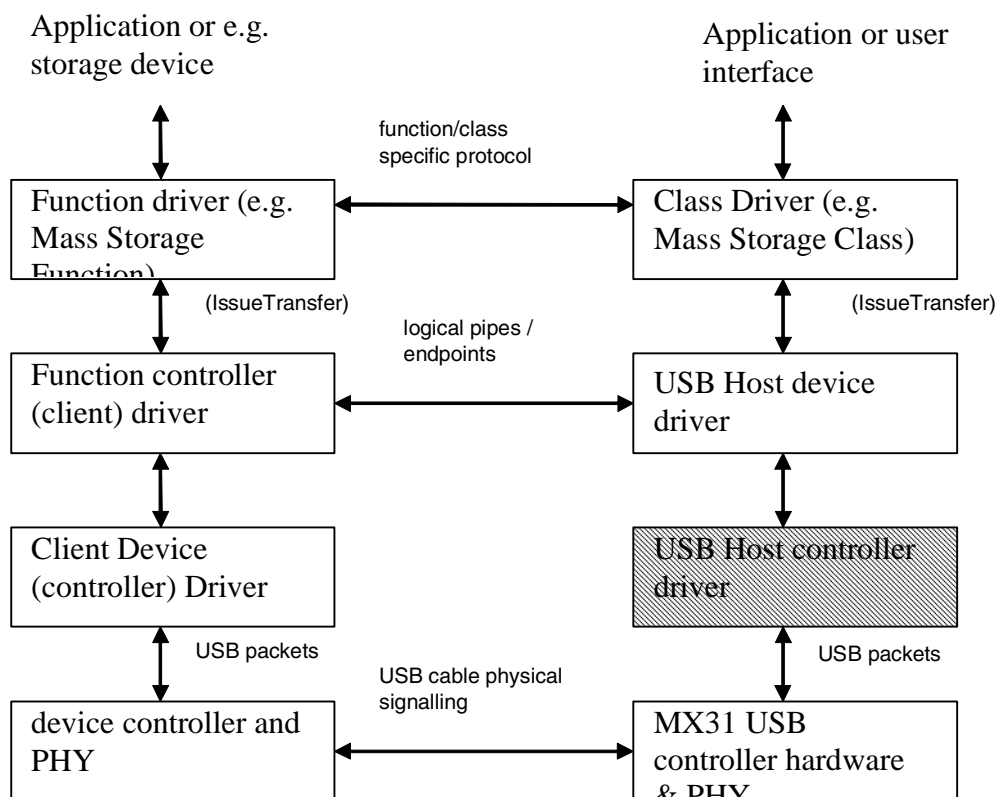 Application or e.g.
storage device
Application or user
interface
function/class
specific protocol
Function driver (e.g.
Mass Storage
Function)
Class Driver (e.g.
Mass Storage Class)
(IssueTransfer)
(IssueTransfer)
logical pipes /
endpoints
Function controller
(client) driver
USB Host device
driver
Client Device
(controller) Driver
USB Host controller
driver
USB packets
USB packets
USB cable physical
signalling
device controller and
PHY
MX31 USB
controller hardware
& PHY